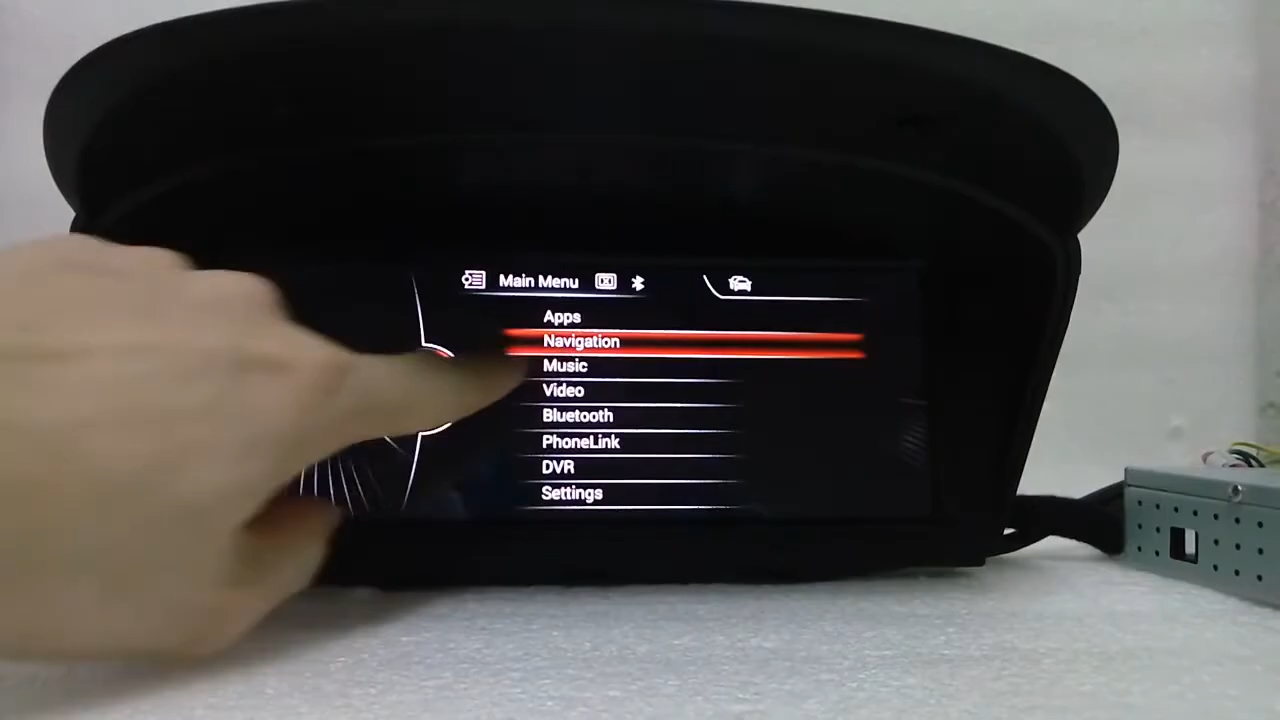 Main Menu
Apps
Navigation
Music
Video
Bluetooth
PhoneLink
DVR
Settings